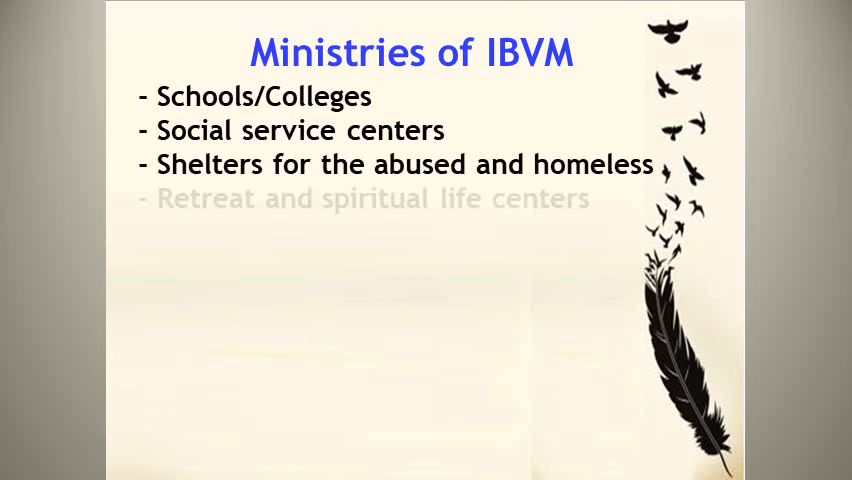 Ministries of IBVM
- Schools/Colleges
- Social service centers
- Shelters for the abused and homeless
- Retreat and spiritual life centers